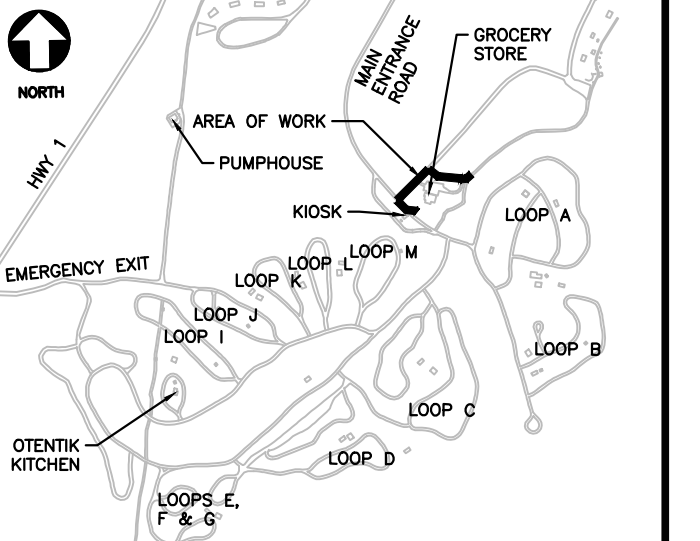 NORTH
MAIN
ENTRANCE
ROAD
GROCERY
STORE
AREA OF WORK
PUMPHOUSE
HWY 1
KIOSK
LOOP A
EMERGENCY EXIT
LOOP M
LOOP L
LOOP K
LOOP J
LOOP I
LOOP B
LOOP C
OTENTIK
KITCHEN
LOOP D
LOOPS E,
F & G